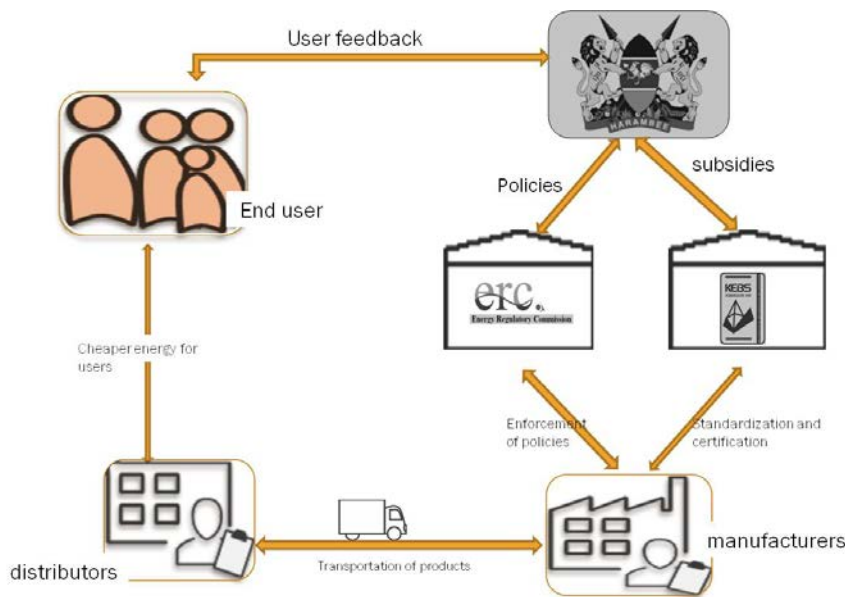 User feedback
HARAMBEE
End user
Policies
subsidies
erc.
Energy Regulatory Commission
KEBS
Cheaper energy for
users
Enforcement
of policies
Standardization and
certification
distributors
Transportation of products
manufacturers